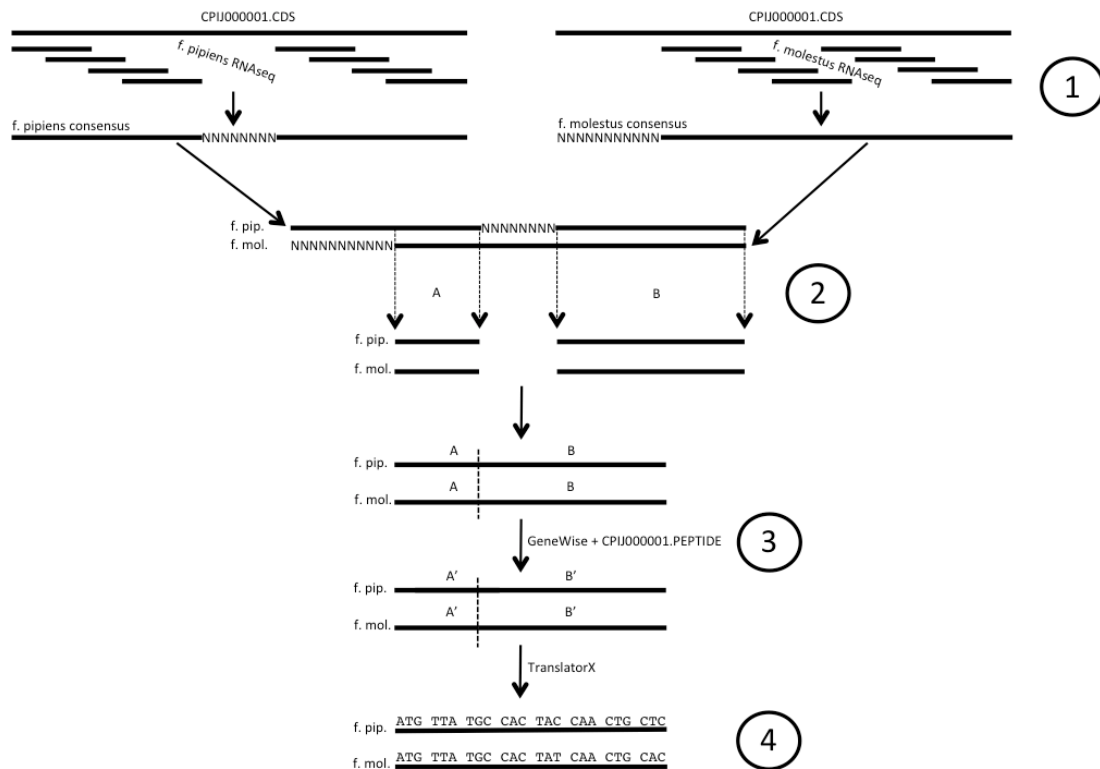 CPIJ000001.CDS
CPIJ000001.CDS
f. pipiens RNAseq
f. molestus RNAseq
1
f. pipiens consensus
f. molestus consensus
NNNNNNNN
NNNNNNNNNNN
f. pip.
NNNNNNNN
f. mol.
NNNNNNNNNNN
A
B
2
f. pip.
f. mol.
A
B
f. pip.
A
B
f. mol.
GeneWise + CPIJ000001.PEPTIDE
3
A’
B’
f. pip.
A’
B’
f. mol.
TranslatorX
ATG TTA TGC CAC TAC CAA CTG CTC
f. pip.
4
ATG TTA TGC CAC TAT CAA CTG CAC
f. mol.